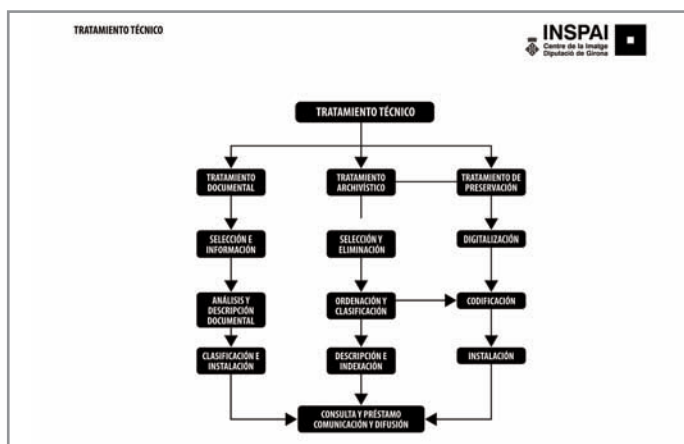 TRATAMIENTO TÉCNICO
INSPAI
Centre de la Imatge
Diputació de Girona
TRATAMIENTO TÉCNICO
TRATAMIENTO
DOCUMENTAL
TRATAMIENTO
ARCHIVÍSTICO
TRATAMIENTO DE
PRESERVACIÓN
SELECCIÓN E
INFORMACIÓN
SELECCIÓN Y
ELIMINACIÓN
DIGITALIZACIÓN
ANÁLISIS Y
DESCRIPCIÓN
DOCUMENTAL
ORDENACIÓN Y
CLASIFICACIÓN
CODIFICACIÓN
CLASIFICACIÓN E
INSTALACIÓN
DESCRIPCIÓN E
INDEXACIÓN
INSTALACIÓN
CONSULTA Y PRÉSTAMO
COMUNICACIÓN Y DIFUSIÓN